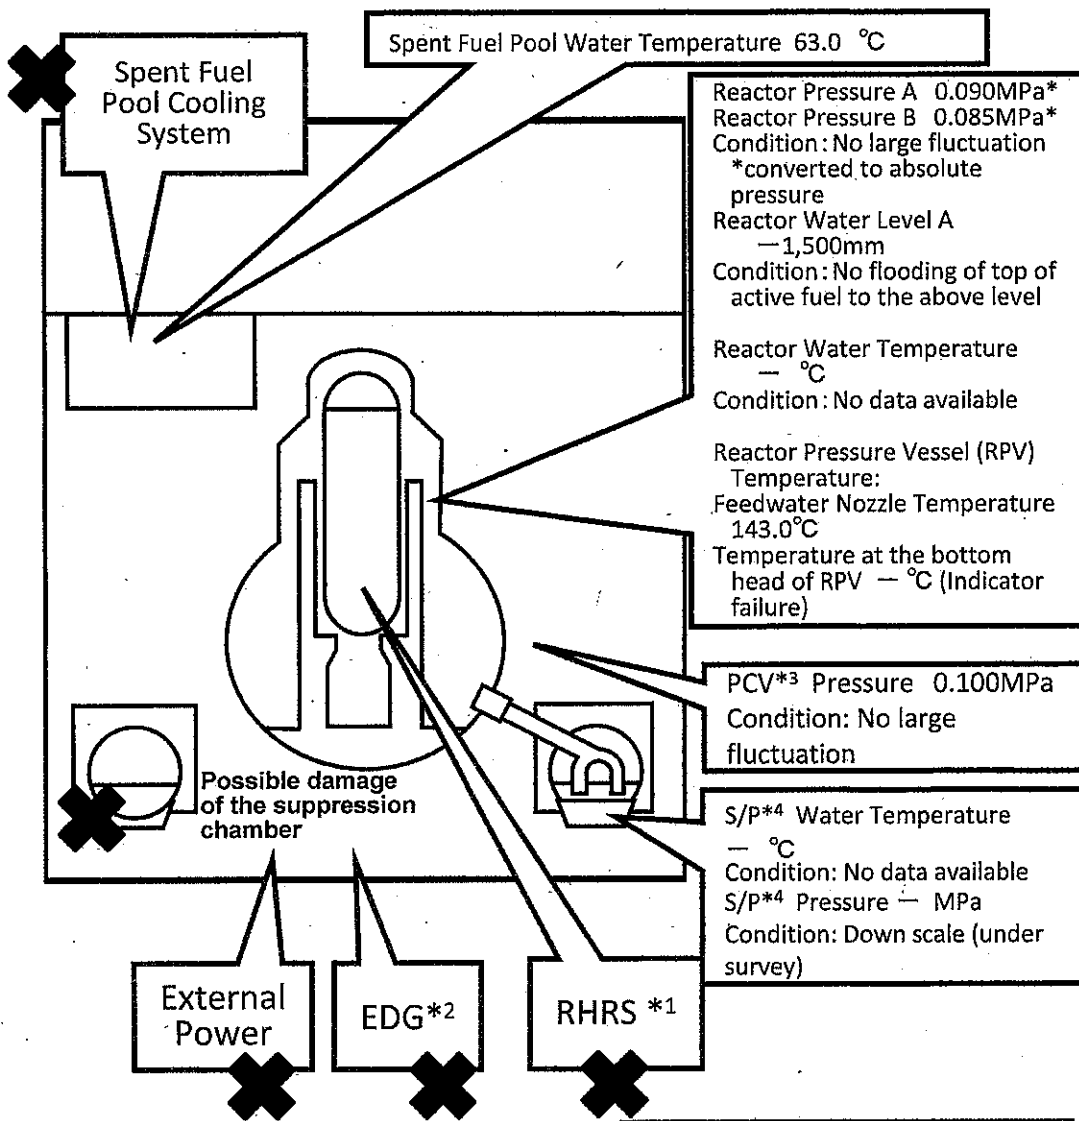 Spent Fuel Pool Water Temperature 63.0 ℃
Spent Fuel
Pool Cooling
System
Reactor Pressure A 0.090MPa*
Reactor Pressure B 0.085MPa*
Condition: No large fluctuation
*converted to absolute
pressure
Reactor Water Level A
－1,500mm
Condition: No flooding of top of
active fuel to the above level
Reactor Water Temperature
－ ℃
Condition: No data available
Reactor Pressure Vessel (RPV)
Temperature:
Feedwater Nozzle Temperature
143.0℃
Temperature at the bottom
head of RPV － ℃ (Indicator
failure)
PCV*3 Pressure 0.100MPa
Condition: No large
fluctuation
Possible damage
of the suppression
chamber
S/P*4 Water Temperature
－ ℃
Condition: No data available
S/P*4 Pressure － MPa
Condition: Down scale (under
survey)
External
Power
EDG*2
RHRS *1